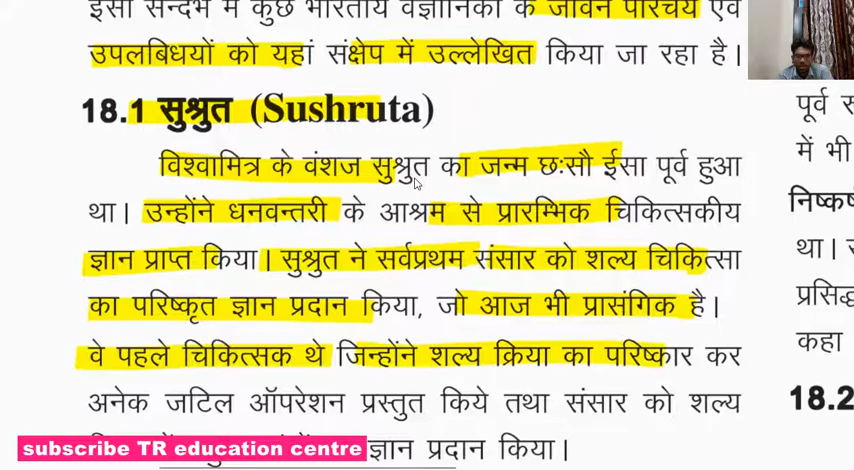 इसी सन्दर्भ में कुछ भारतीय वैज्ञानिकों के जीवन परिचय एवं
उपलबिधयों को यहां संक्षेप में उल्लेखित किया जा रहा है।
18.1 सुश्रुत (Sushruta)
विश्वामित्र के वंशज सुश्रुत का जन्म छःसौ ईसा पूर्व हुआ
था। उन्होंने धनवन्तरी के आश्रम से प्रारम्भिक चिकित्सकीय
ज्ञान प्राप्त किया। सुश्रुत ने सर्वप्रथम संसार को शल्य चिकित्सा
का परिष्कृत ज्ञान प्रदान किया, जो आज भी प्रासंगिक है।
वे पहले चिकित्सक थे जिन्होंने शल्य क्रिया का परिष्कार कर
अनेक जटिल ऑपरेशन प्रस्तुत किये तथा संसार को शल्य
ज्ञान प्रदान किया।
subscribe TR education centre
पूर्व स
में भी
निष्कर्ष
था।
प्रसिद्ध
कहा
18.2